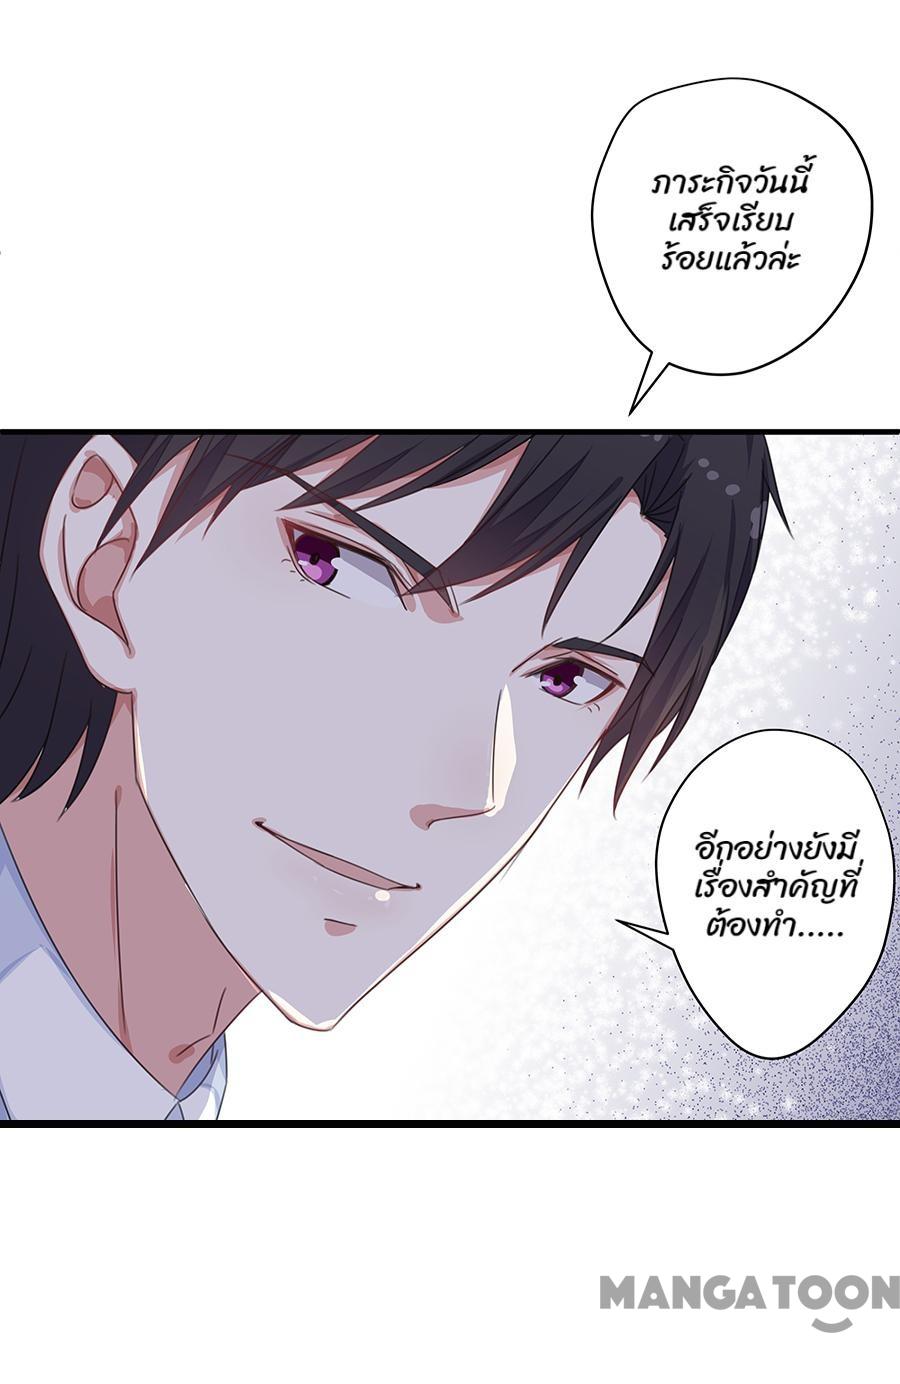 ภาระกิจวันนี้
เสร็จเรียบ
ร้อยแล้วล่ะ
อีกอย่างยังมี
เรื่องสำคัญที่
ต้องทำ.....
MANGATOON